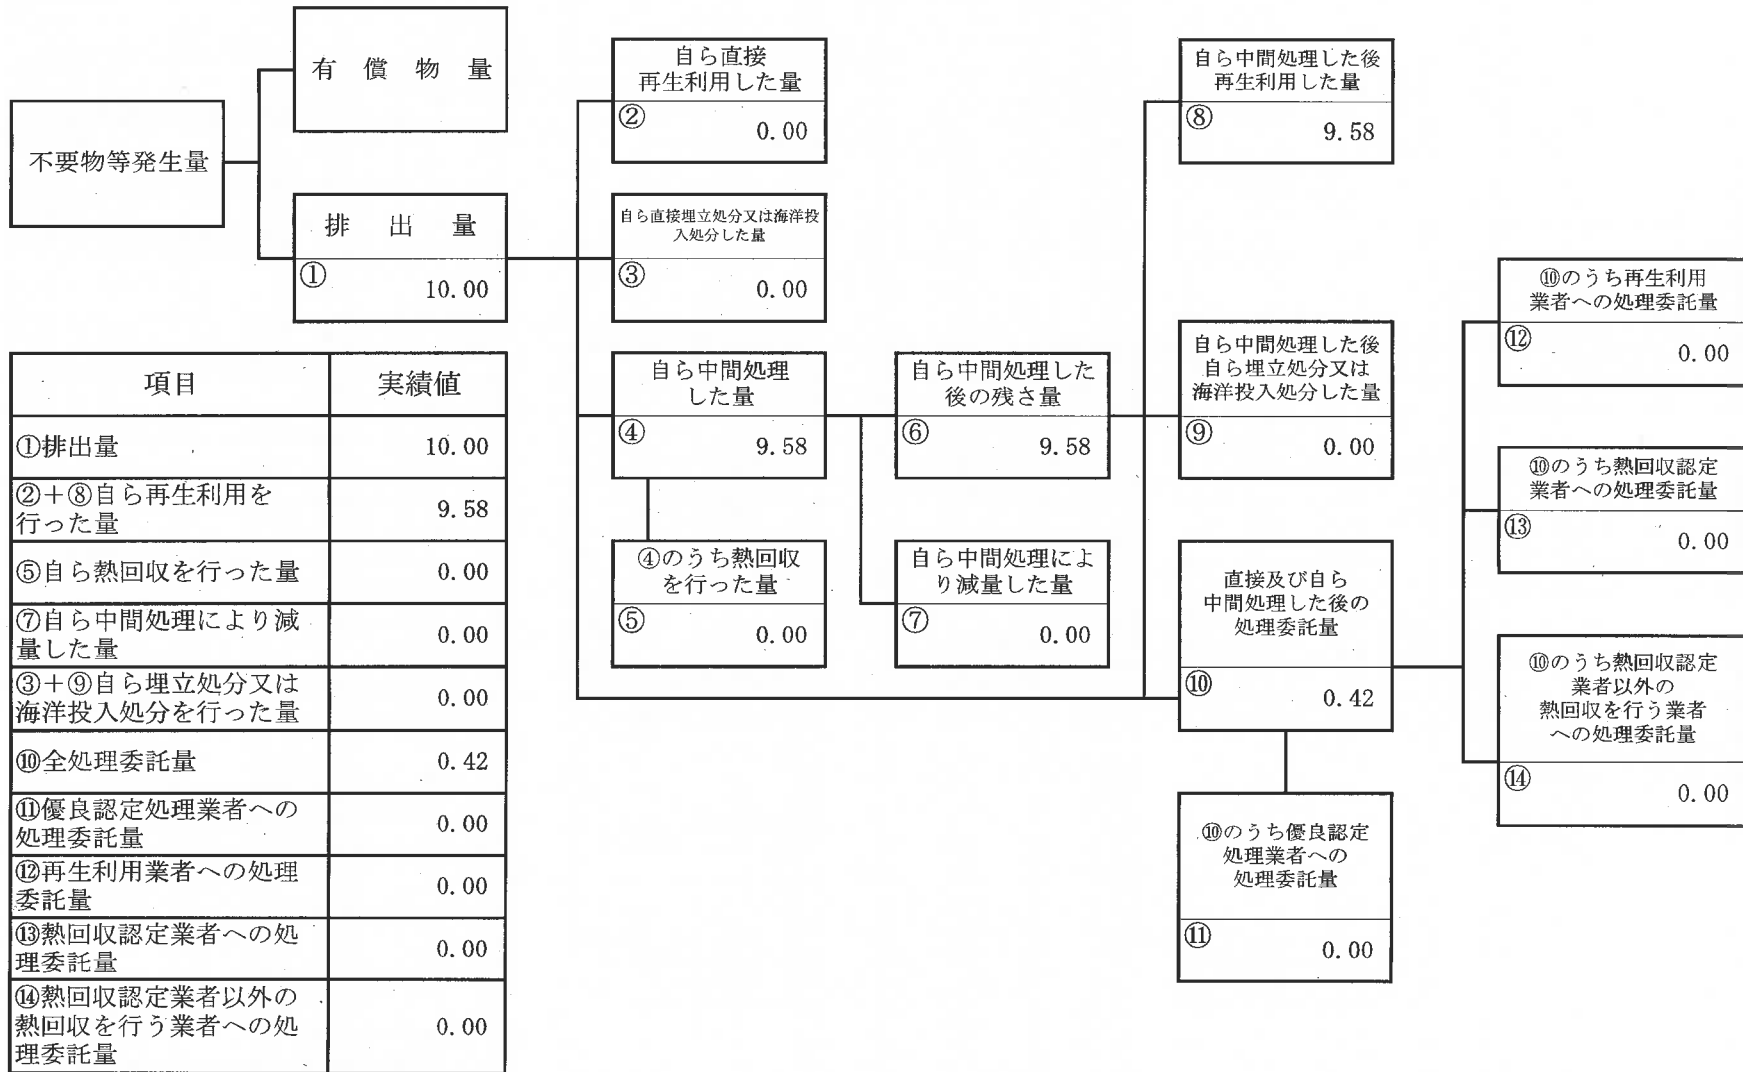 不要物等発生量
有償物量
排出量
①
10.00
自ら直接
再生利用した量
②
0.00
自ら直接埋立処分又は海洋投
入処分した量
③
0.00
自ら中間処理
した量
④
9.58
④のうち熱回収
を行った量
⑤
0.00
自ら中間処理した
後の残さ量
⑥
9.58
自ら中間処理によ
り減量した量
⑦
0.00
自ら中間処理した後
再生利用した量
⑧
9.58
自ら中間処理した後
自ら埋立処分又は
海洋投入処分した量
⑨
0.00
直接及び自ら
中間処理した後の
処理委託量
⑩
0.42
⑩のうち優良認定
処理業者への
処理委託量
⑪
0.00
⑩のうち再生利用
業者への処理委託量
⑫
0.00
⑩のうち熱回収認定
業者への処理委託量
⑬
0.00
⑩のうち熱回収認定
業者以外の
熱回収を行う業者
への処理委託量
⑭
0.00
項目 実績値
①排出量 10.00
②+⑧自ら再生利用を
行った量 9.58
⑤自ら熱回収を行った量 0.00
⑦自ら中間処理により減
量した量 0.00
③+⑨自ら埋立処分又は
海洋投入処分を行った量 0.00
⑩全処理委託量 0.42
⑪優良認定処理業者への
処理委託量 0.00
⑫再生利用業者への処理
委託量 0.00
⑬熱回収認定業者への処
理委託量 0.00
⑭熱回収認定業者以外の
熱回収を行う業者への処
理委託量 0.00